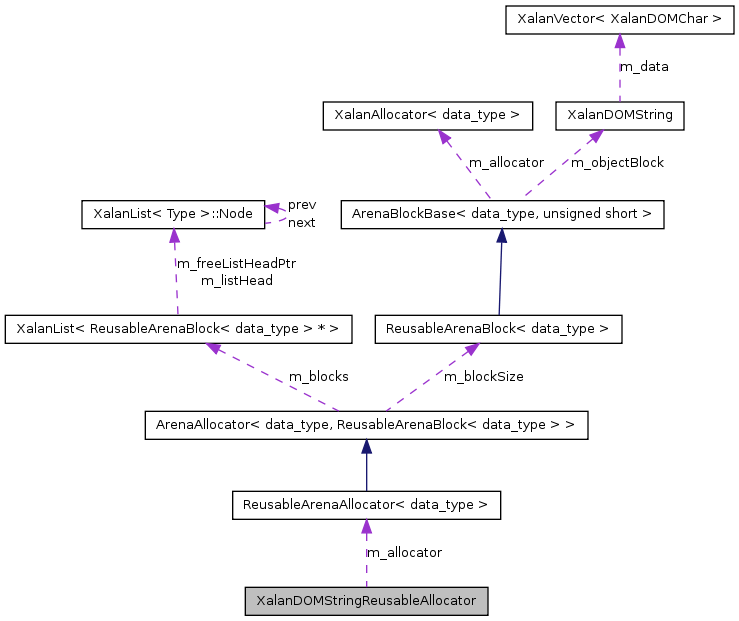 XalanVector< XalanDOMChar >
m_data
XalanAllocator< data_type >
XalanDOMString
m_allocator
m_objectBlock
XalanList< Type >::Node
prev
next
ArenaBlockBase< data_type, unsigned short >
m_freeListHeadPtr
m_listHead
XalanList< ReusableArenaBlock< data_type > * >
ReusableArenaBlock< data_type >
m_blocks
m_blockSize
ArenaAllocator< data_type, ReusableArenaBlock< data_type > >
ReusableArenaAllocator< data_type >
m_allocator
XalanDOMStringReusableAllocator